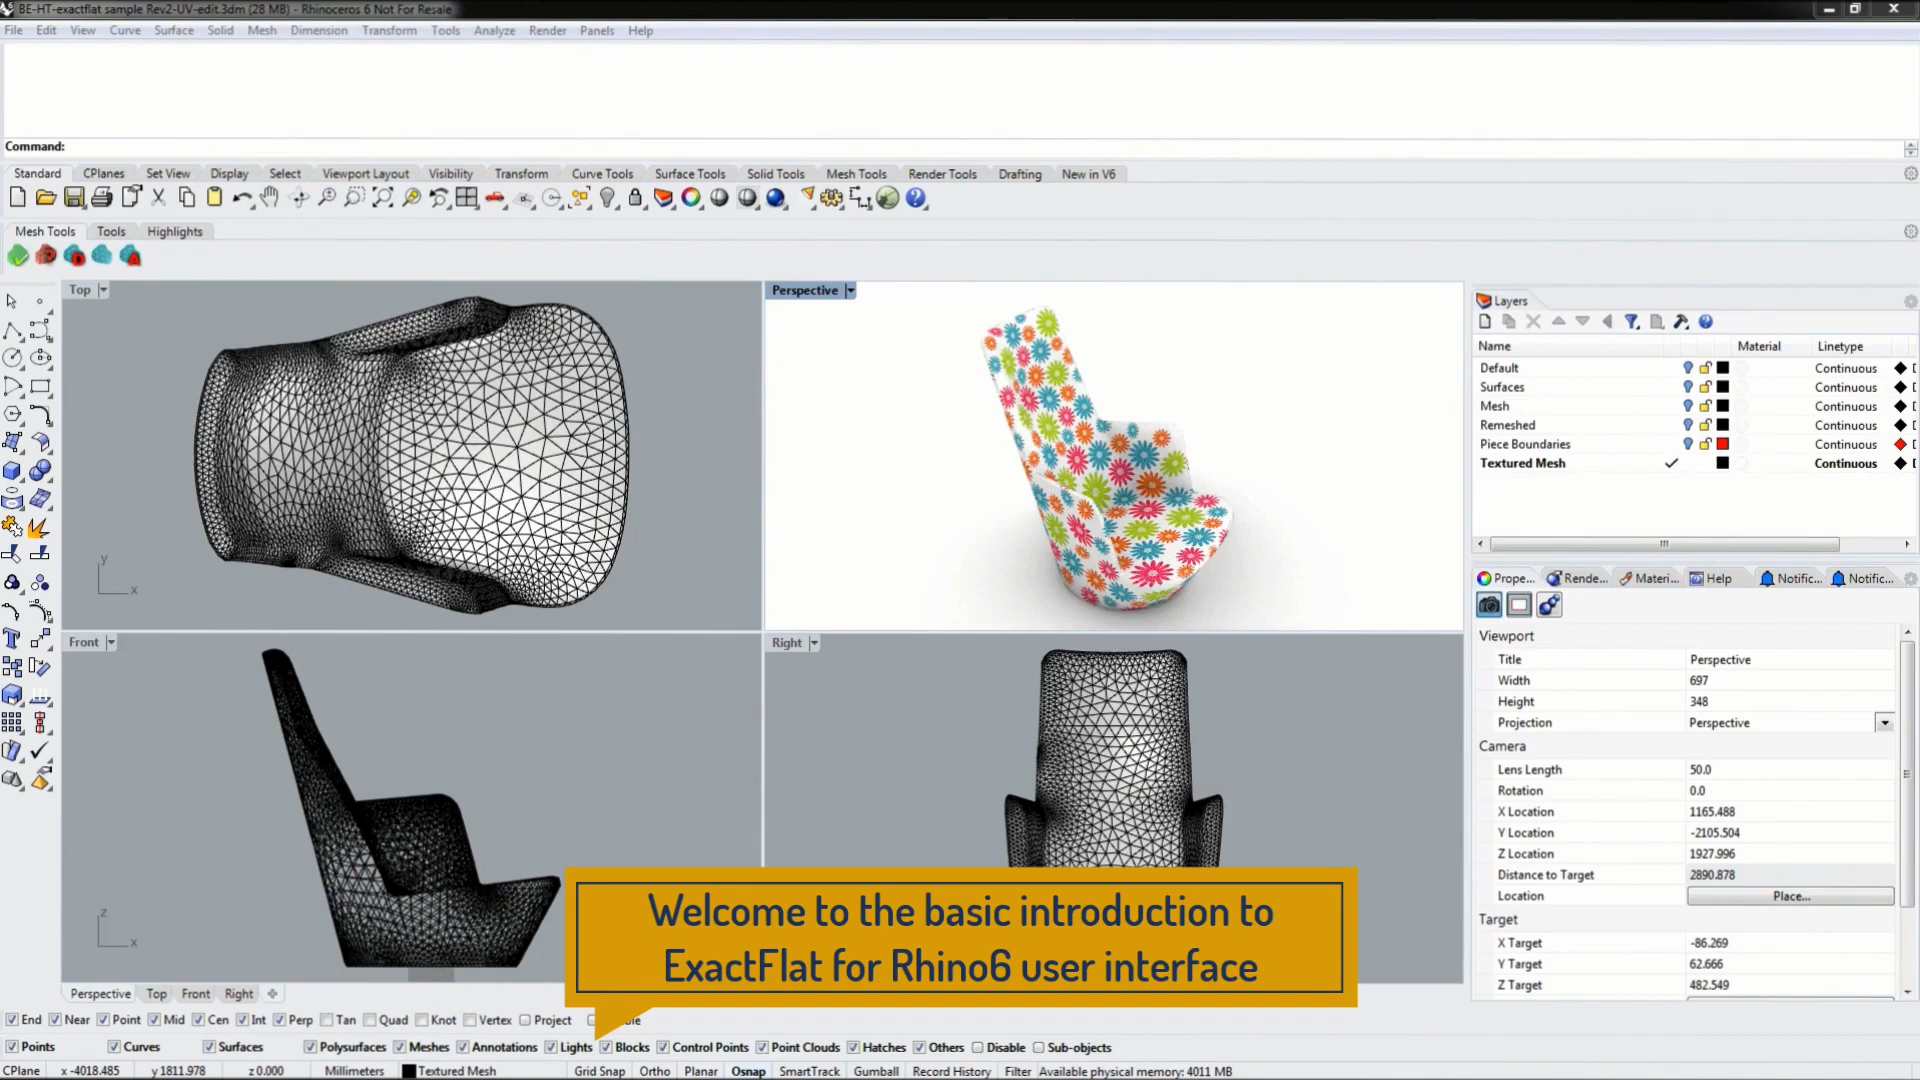 BE-HT-exactflat sample Rev2-UV-edit.3dm (28 MB) - Rhinoceros 6 Not For Resale
File Edit View Curve Surface Solid Mesh Dimension Transform Tools Analyze Render Panels Help
Command:
Standard CPlanes Set View Display Select Viewport Layout Visibility Transform Curve Tools Surface Tools Solid Tools Mesh Tools Render Tools Drafting New in V6
Mesh Tools Tools Highlights
Top
y
x
Perspective
Front
z
x
Right
Layers
Name Material Linetype
Default Continuous
Surfaces Continuous
Mesh Continuous
Remeshed Continuous
Piece Boundaries Continuous
Textured Mesh Continuous
Prope... Rende... Materi... Help Notific... Notific...
Viewport
Title Perspective
Width 697
Height 348
Projection Perspective
Camera
Lens Length 50.0
Rotation 0.0
X Location 1165.488
Y Location -2105.504
Z Location 1927.996
Distance to Target 2890.878
Location Place...
Target
X Target -86.269
Y Target 62.666
Z Target 482.549
Welcome to the basic introduction to
ExactFlat for Rhino6 user interface
Perspective Top Front Right
End Near Point Mid Cen Int Perp Tan Quad Knot Vertex Project
Points Curves Surfaces Polysurfaces Meshes Annotations Lights Blocks Control Points Point Clouds Hatches Others Disable Sub-objects
CPlane x -4018.485 y 1811.978 z 0.000 Millimeters Textured Mesh Grid Snap Ortho Planar Osnap SmartTrack Gumball Record History Filter Available physical memory: 4011 MB